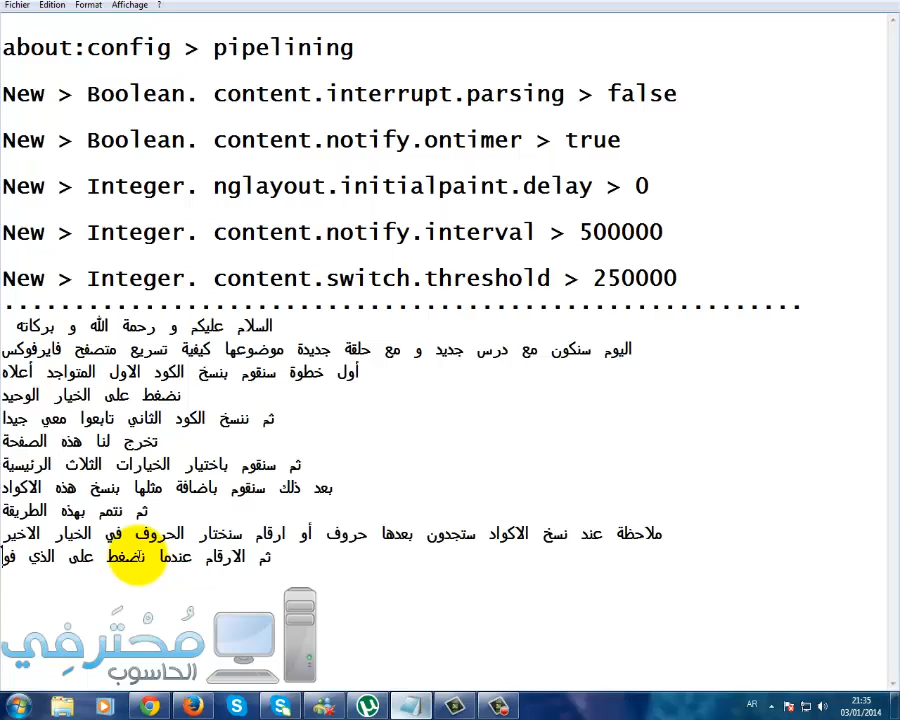 Fichier Edition Format Affichage ?
about:config > pipelining
New > Boolean. content.interrupt.parsing > false
New > Boolean. content.notify.ontimer > true
New > Integer. nglayout.initialpaint.delay > 0
New > Integer. content.notify.interval > 500000
New > Integer. content.switch.threshold > 250000
........................................................
السلام عليكم و رحمة الله و بركاته
اليوم سنكون مع درس جديد و مع حلقة جديدة موضوعها كيفية تسريع متصفح فايرفوكس
أول خطوة سنقوم بنسخ الكود الاول المتواجد أعلاه
نضغط على الخيار الوحيد
ثم ننسخ الكود الثاني تابعوا معي جيدا
تخرج لنا هذه الصفحة
ثم سنقوم باختيار الخيارات الثلاث الرئيسية
بعد ذلك سنقوم باضافة مثلها بنسخ هذه الاكواد
ثم نتمم بهذه الطريقة
ملاحظة عند نسخ الاكواد ستجدون بعدها حروف أو ارقام سنختار الحروف في الخيار الاخير
ثم الارقام عندما نضغط على الذي فو
مُحْتَرفِي
الحاسوب
AR
21:35
03/01/2014